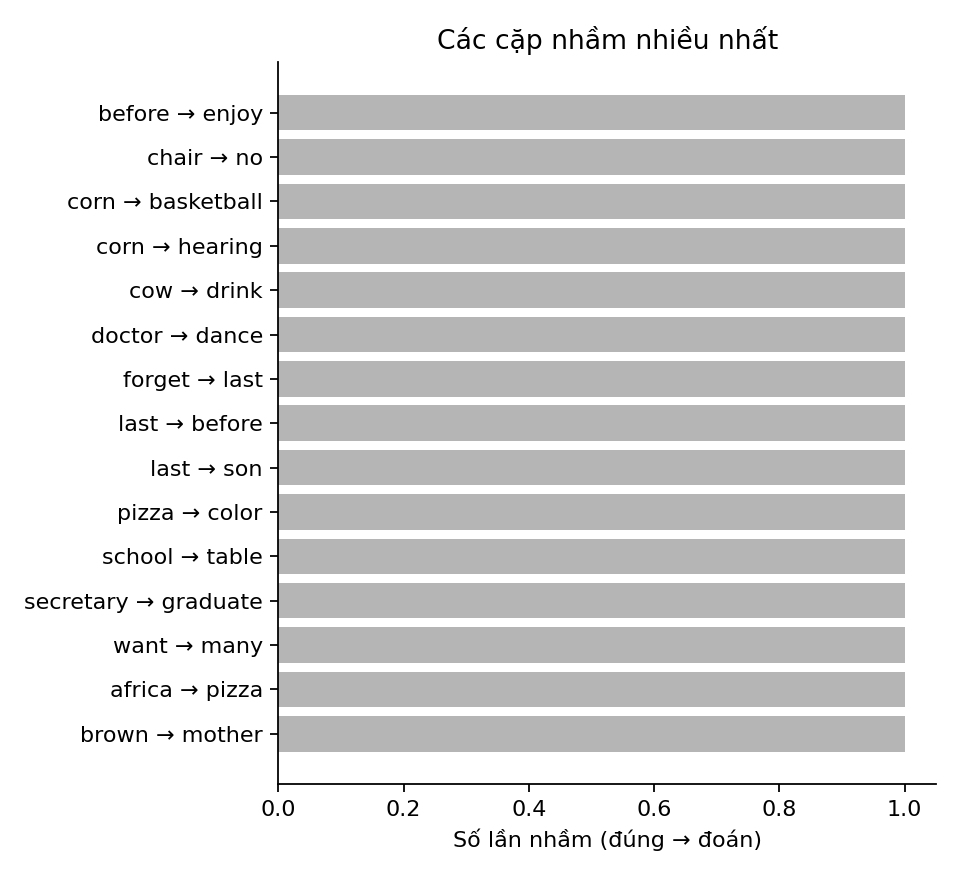 Các cặp nhầm nhiều nhất
before → enjoy
chair → no
corn → basketball
corn → hearing
cow → drink
doctor → dance
forget → last
last → before
last → son
pizza → color
school → table
secretary → graduate
want → many
africa → pizza
brown → mother
0.0 0.2 0.4 0.6 0.8 1.0
Số lần nhầm (đúng → đoán)